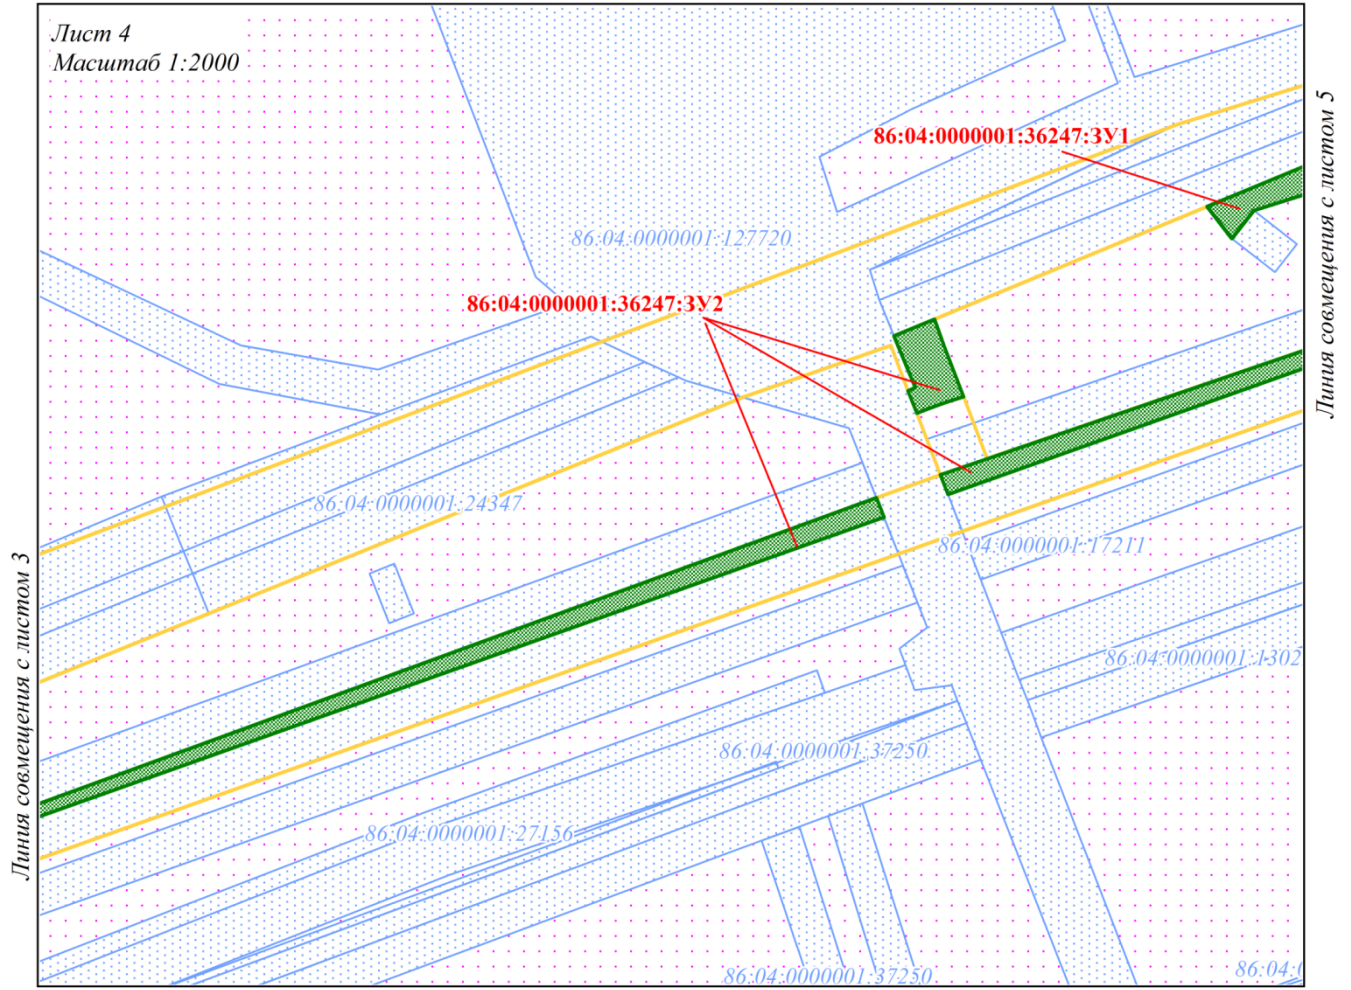 Лист 4
Масштаб 1:2000
86:04:0000001:36247:ЗУ1
Линия совмещения с листом 5
86:04:0000001:127720
86:04:0000001:36247:ЗУ2
86:04:0000001:24347
86:04:0000001:17211
Линия совмещения с листом 3
86:04:0000001:1302
86:04:0000001:37250
86:04:0000001:27156
86:04:0000001:37250
86:04:0